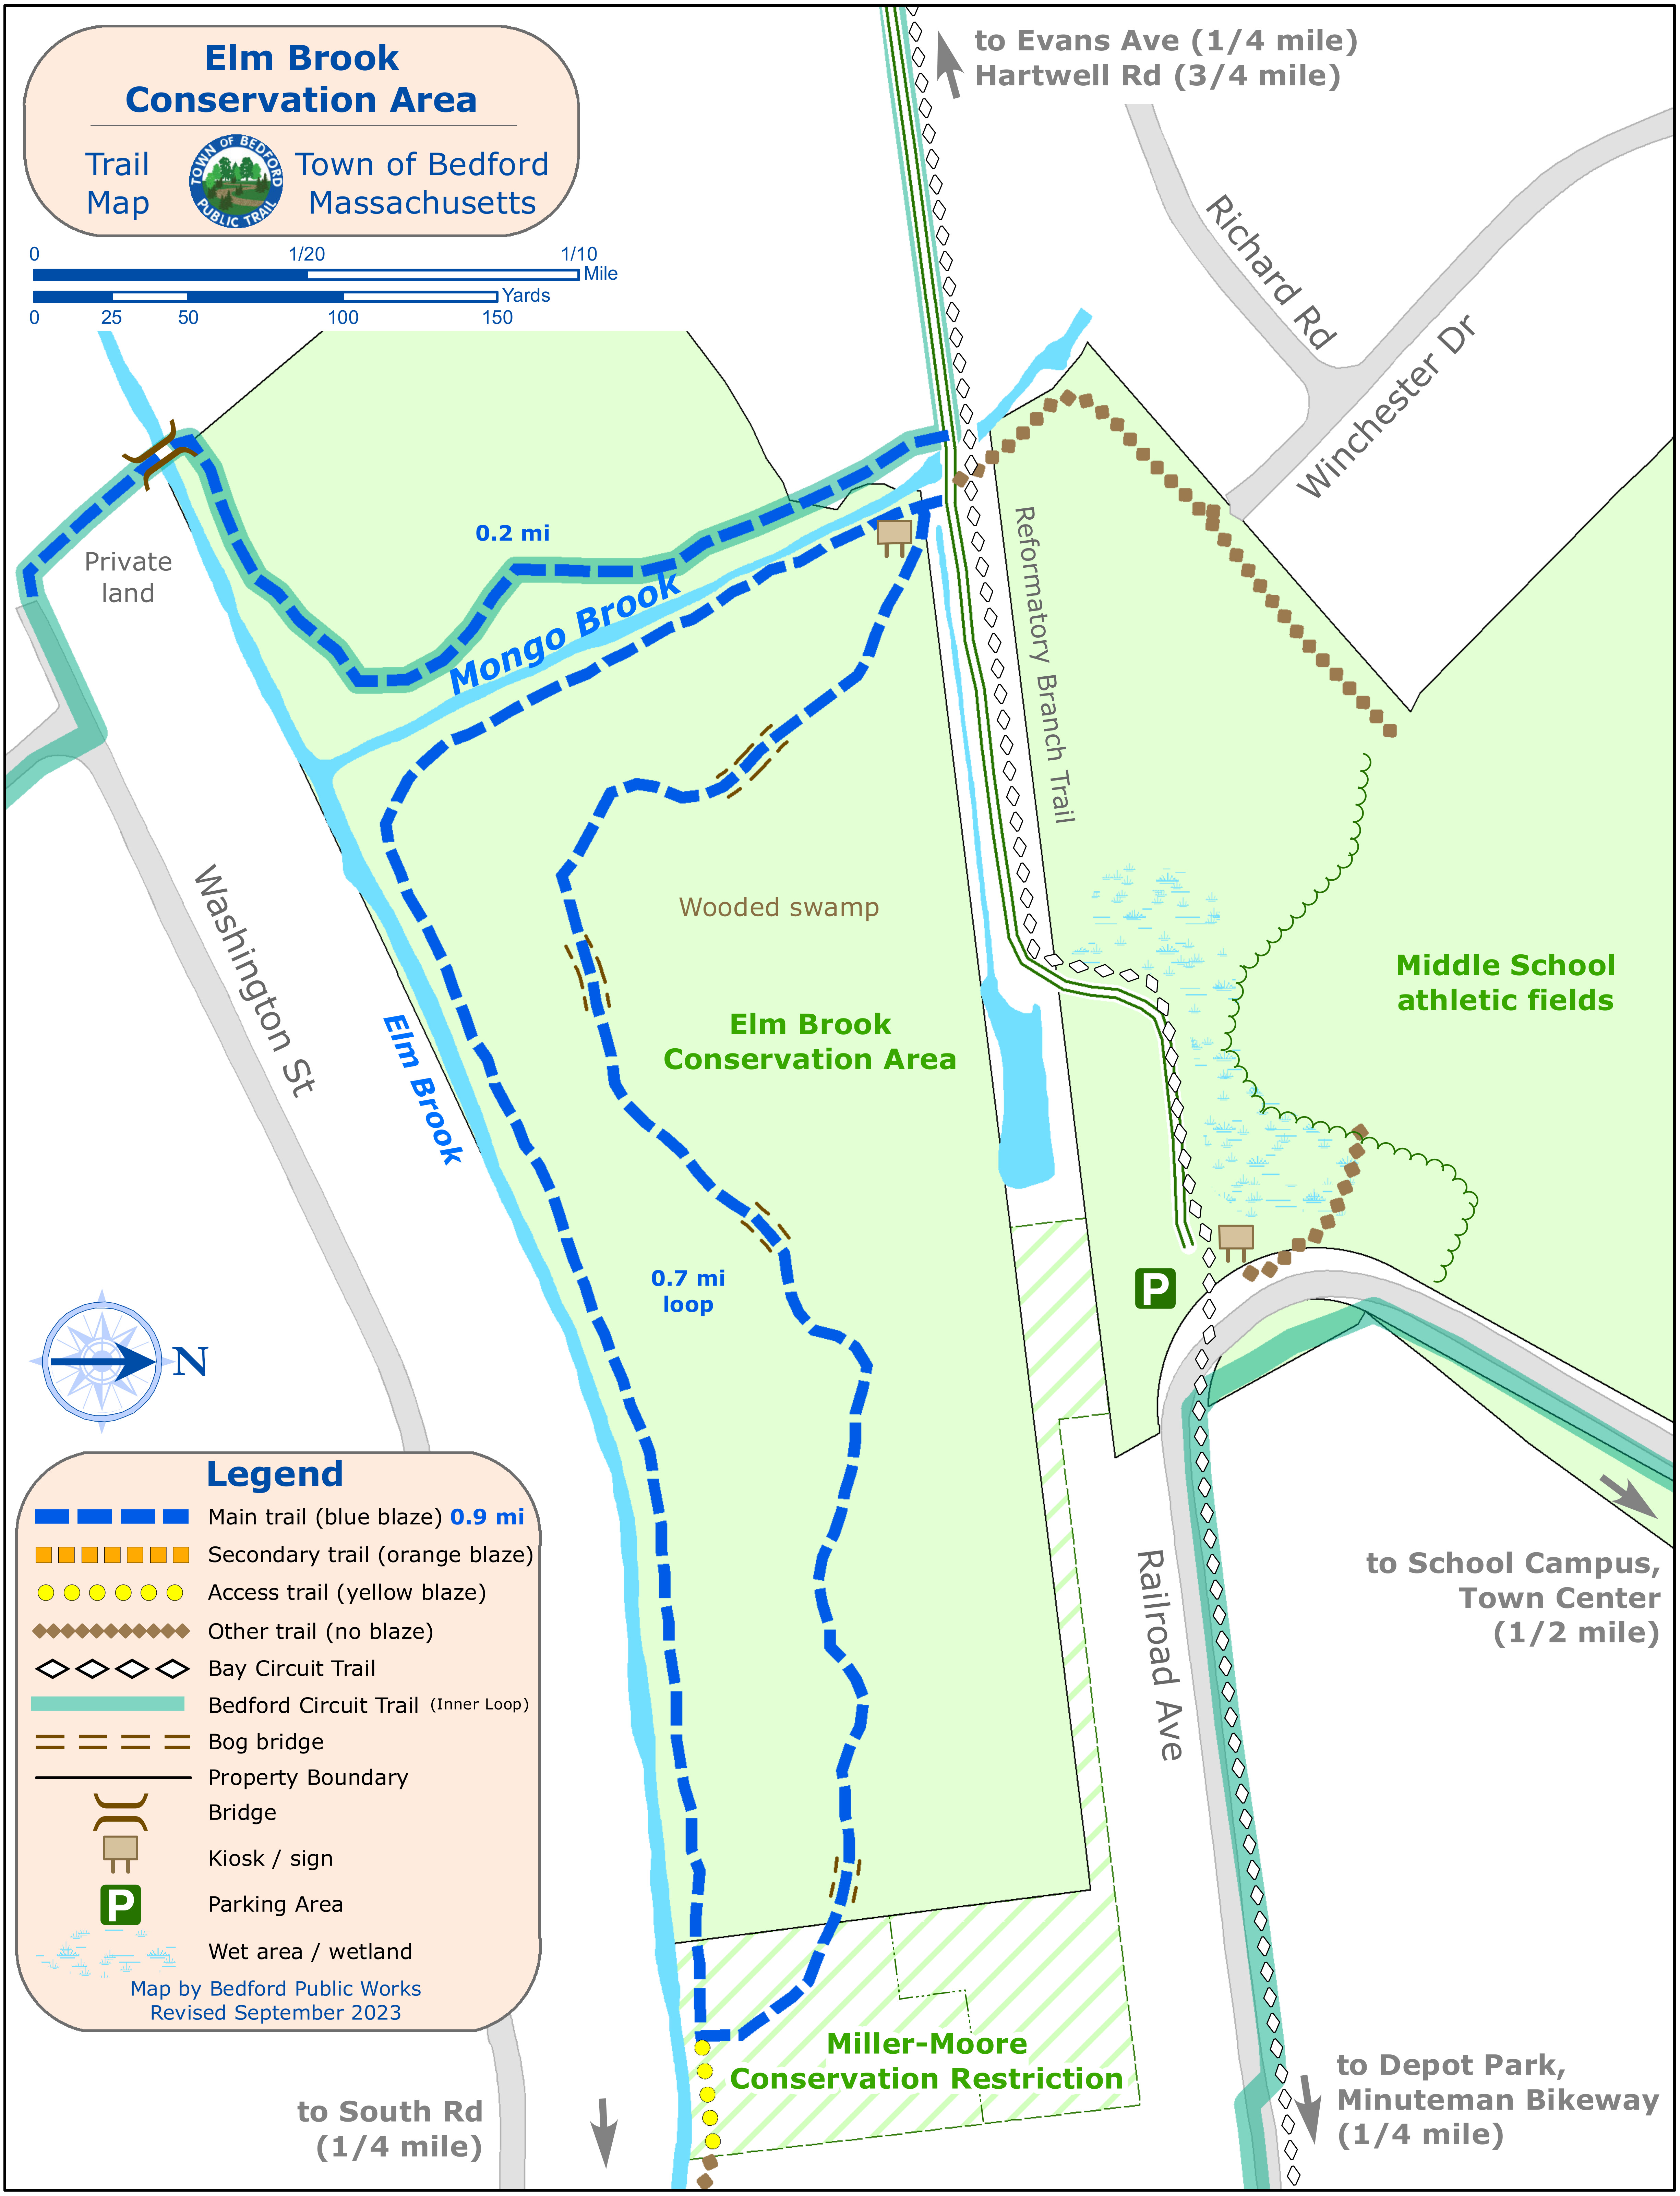 Elm Brook
Conservation Area
Trail
Map
TOWN OF BEDFORD
PUBLIC TRAIL
Town of Bedford
Massachusetts
0 1/20 1/10
Mile
Yards
0 25 50 100 150
to Evans Ave (1/4 mile)
Hartwell Rd (3/4 mile)
Richard Rd
Winchester Dr
Private
land
0.2 mi
Mongo Brook
Reformatory Branch Trail
Washington St
Wooded swamp
Elm Brook
Elm Brook
Conservation Area
Middle School
athletic fields
0.7 mi
loop
P
N
Legend
Main trail (blue blaze) 0.9 mi
Secondary trail (orange blaze)
Access trail (yellow blaze)
Other trail (no blaze)
Bay Circuit Trail
Bedford Circuit Trail (Inner Loop)
Bog bridge
Property Boundary
Bridge
Kiosk / sign
P
Parking Area
Wet area / wetland
Map by Bedford Public Works
Revised September 2023
Railroad Ave
to School Campus,
Town Center
(1/2 mile)
Miller-Moore
Conservation Restriction
to South Rd
(1/4 mile)
to Depot Park,
Minuteman Bikeway
(1/4 mile)